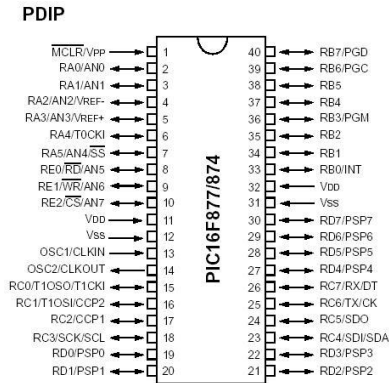 PDIP
MCLR/VPP 1 40 RB7/PGD
RA0/AN0 2 39 RB6/PGC
RA1/AN1 3 38 RB5
RA2/AN2/VREF- 4 37 RB4
RA3/AN3/VREF+ 5 36 RB3/PGM
RA4/T0CKI 6 35 RB2
RA5/AN4/SS 7 34 RB1
RE0/RD/AN5 8 33 RB0/INT
RE1/WR/AN6 9 32 VDD
RE2/CS/AN7 10 31 VSS
VDD 11 30 RD7/PSP7
VSS 12 29 RD6/PSP6
OSC1/CLKIN 13 28 RD5/PSP5
OSC2/CLKOUT 14 27 RD4/PSP4
RC0/T1OSO/T1CKI 15 26 RC7/RX/DT
RC1/T1OSI/CCP2 16 25 RC6/TX/CK
RC2/CCP1 17 24 RC5/SDO
RC3/SCK/SCL 18 23 RC4/SDI/SDA
RD0/PSP0 19 22 RD3/PSP3
RD1/PSP1 20 21 RD2/PSP2
PIC16F877/874